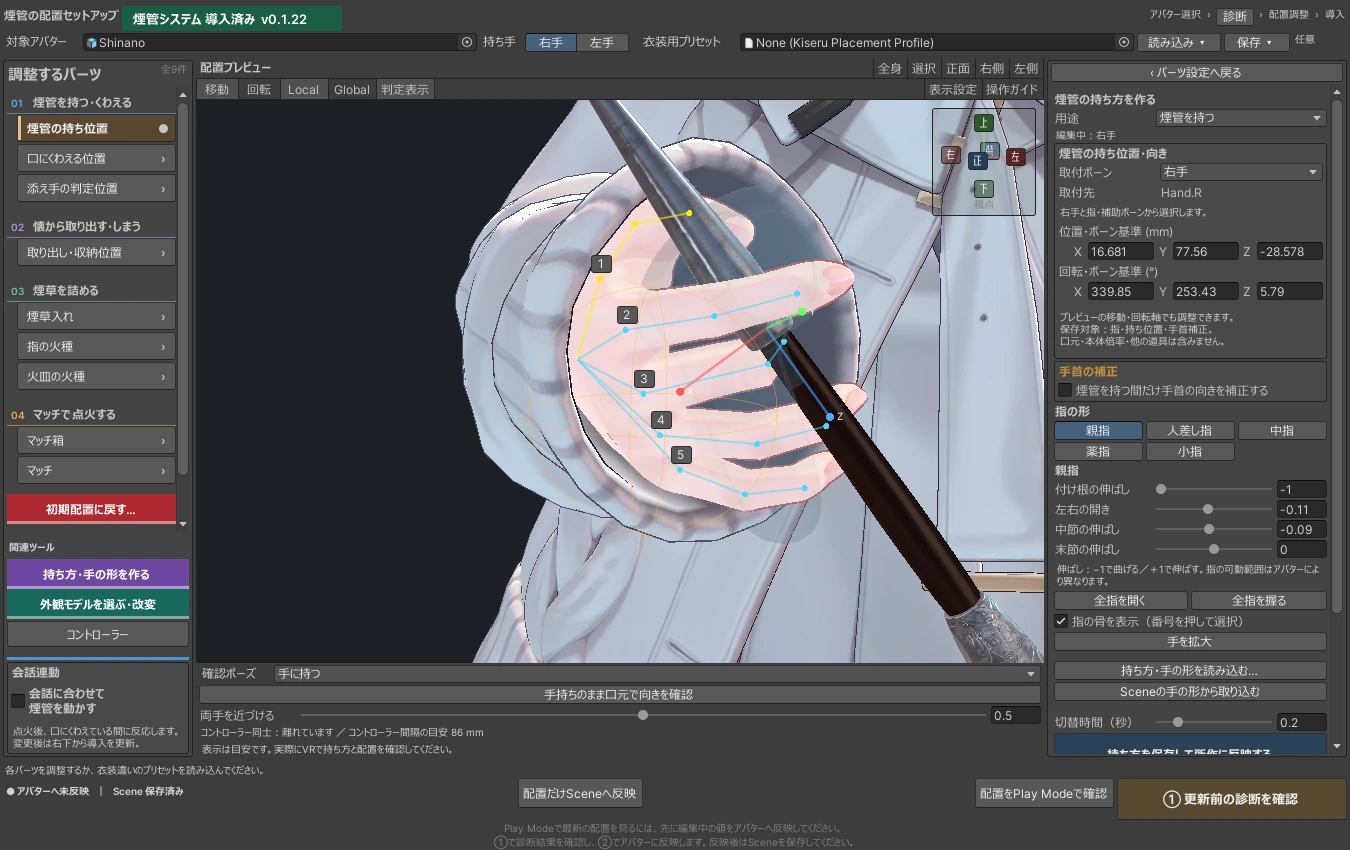 煙管の配置セットアップ
煙管システム 導入済み v0.1.22
アバター選択 › 診断 › 配置調整 › 導入
対象アバター Shinano 持ち手 右手 左手 衣装用プリセット None (Kiseru Placement Profile) 読み込み 保存 任意
調整するパーツ 全9件
01 煙管を持つ・くわえる
煙管の持ち位置
口にくわえる位置 ›
添え手の判定位置 ›
02 懐から取り出す・しまう
取り出し・収納位置 ›
03 煙草を詰める
煙草入れ ›
指の火種 ›
火皿の火種 ›
04 マッチで点火する
マッチ箱 ›
マッチ ›
初期配置に戻す...
関連ツール
持ち方・手の形を作る
外観モデルを選ぶ・改変
コントローラー
会話連動
会話に合わせて
煙管を動かす
点火後、口にくわえている間に反応します。
変更後は右下から導入を更新。
配置プレビュー 全身 選択 正面 右側 左側
移動 回転 Local Global 判定表示 表示設定 操作ガイド
上
右 背 左
正
下
視点
1
2
3
4
5
X
Z
確認ポーズ 手に持つ
手持ちのまま口元で向きを確認
両手を近づける 0.5
コントローラー同士：離れています ／ コントローラー間隔の目安 86 mm
表示は目安です。実際にVRで持ち方と配置を確認してください。
‹ パーツ設定へ戻る
煙管の持ち方を作る
用途 煙管を持つ
編集中：右手
煙管の持ち位置・向き
取付ボーン 右手
取付先 Hand.R
右手と指・補助ボーンから選択します。
位置・ボーン基準 (mm)
X 16.681 Y 77.56 Z -28.578
回転・ボーン基準 (°)
X 339.85 Y 253.43 Z 5.79
プレビューの移動・回転軸でも調整できます。
保存対象：指・持ち位置・手首補正。
口元・本体倍率・他の道具は含みません。
手首の補正
煙管を持つ間だけ手首の向きを補正する
指の形
親指 人差し指 中指
薬指 小指
親指
付け根の伸ばし -1
左右の開き -0.11
中節の伸ばし -0.09
末節の伸ばし 0
伸ばし：−1で曲げる／＋1で伸ばす。指の可動範囲はアバターによ
り異なります。
全指を開く 全指を握る
指の骨を表示（番号を押して選択）
手を拡大
持ち方・手の形を読み込む...
Sceneの手の形から取り込む
切替時間（秒） 0.2
持ち方を保存して所作に反映する
各パーツを調整するか、衣装違いのプリセットを読み込んでください。
● アバターへ未反映 ｜ Scene 保存済み
配置だけSceneへ反映
配置をPlay Modeで確認
① 更新前の診断を確認
Play Modeで最新の配置を見るには、先に編集中の値をアバターへ反映してください。
①で診断結果を確認し、②でアバターに反映します。反映後はSceneを保存してください。